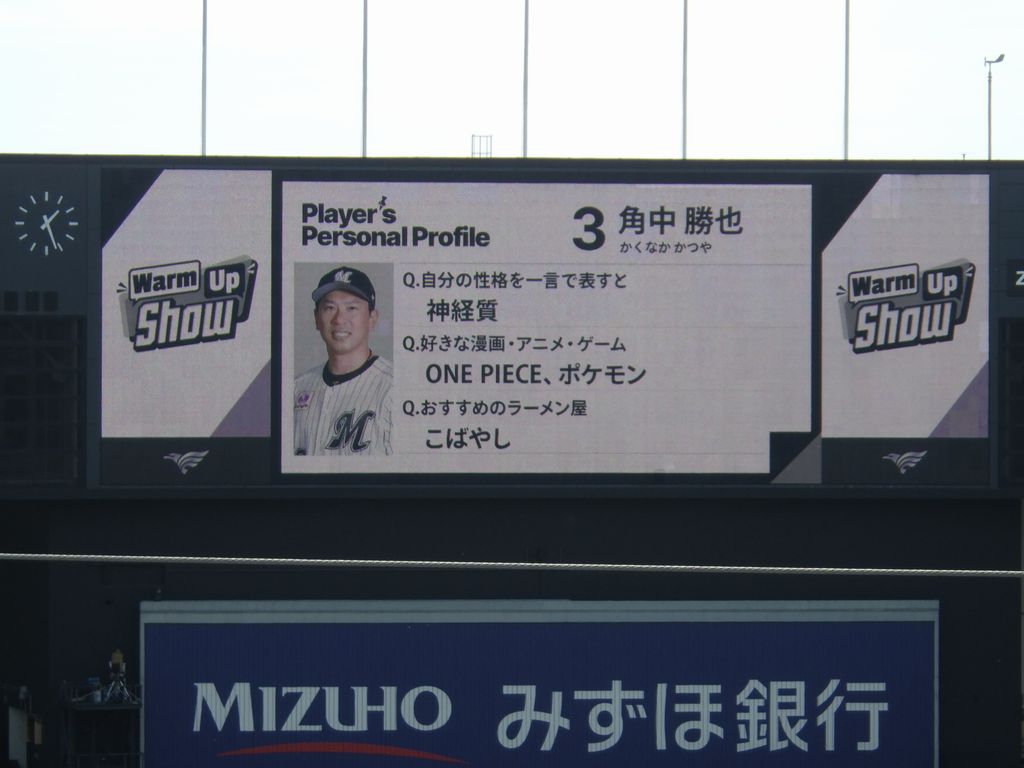 Player's
Personal Profile
3 角中 勝也
かくなか かつや
Warm Up
Show
Q.自分の性格を一言で表すと
神経質
Q.好きな漫画・アニメ・ゲーム
ONE PIECE、ポケモン
Q.おすすめのラーメン屋
こばやし
M
M
Warm Up
Show
Z
MIZUHO みずほ銀行